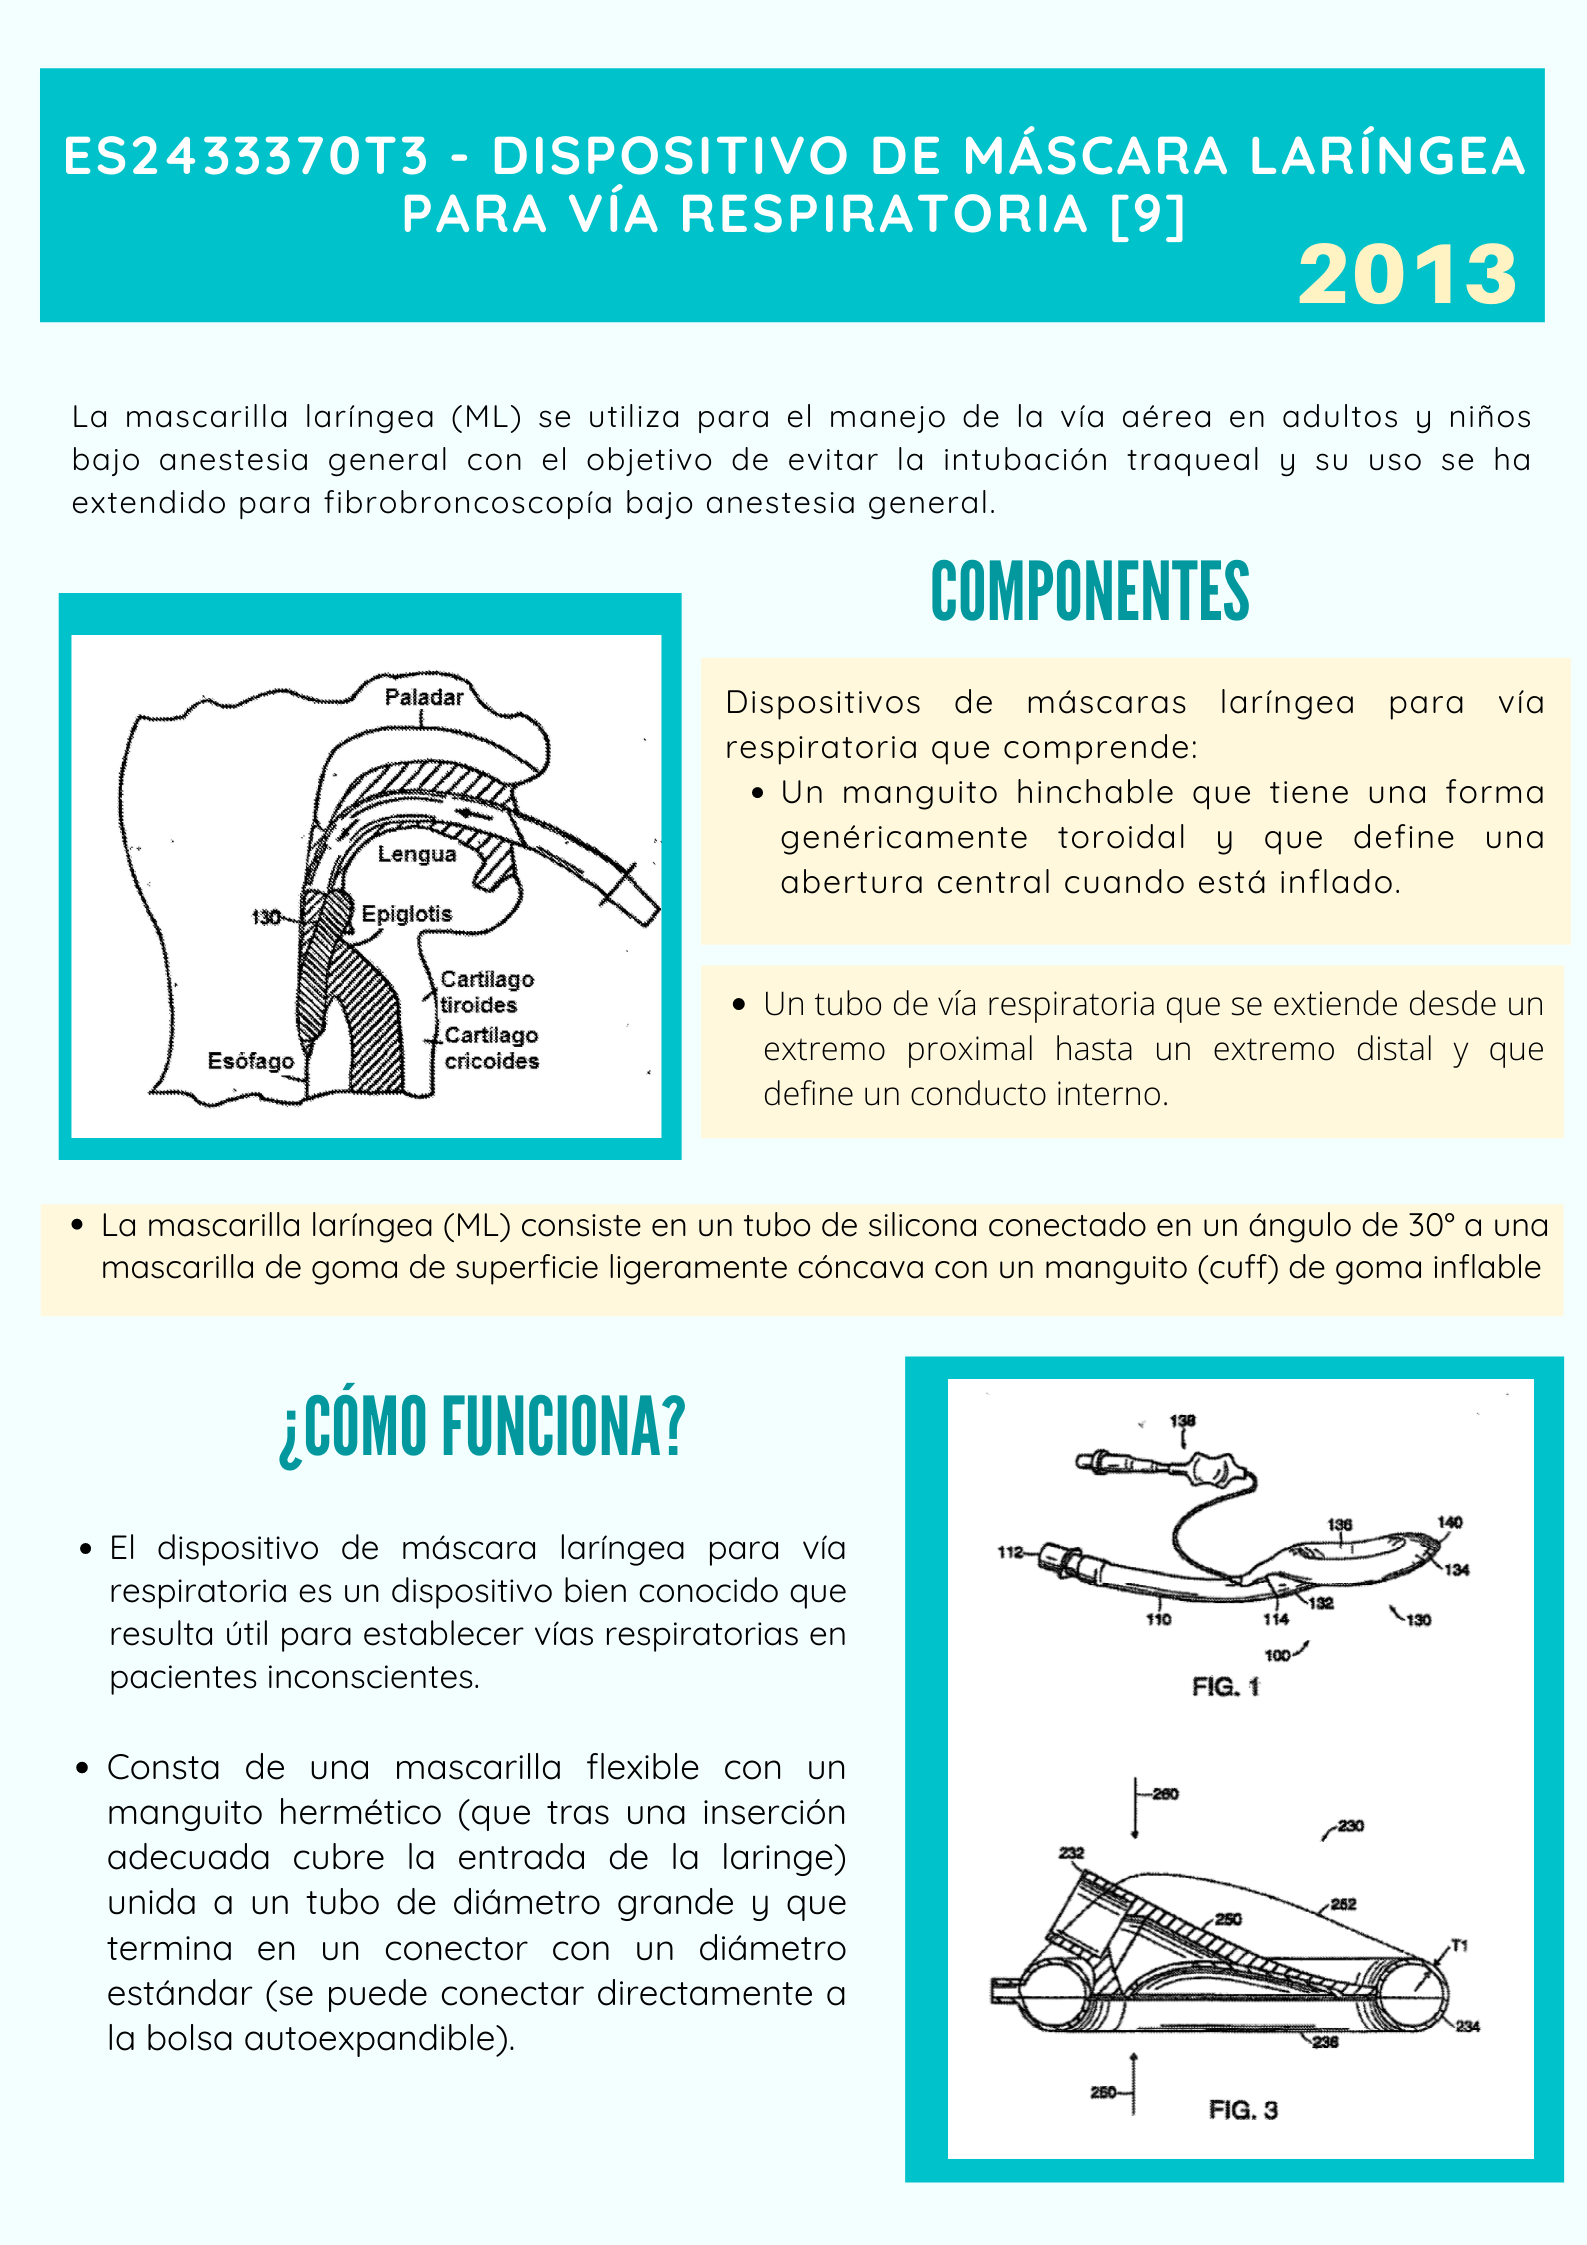 ES2433370T3 - DISPOSITIVO DE MÁSCARA LARÍNGEA
PARA VÍA RESPIRATORIA [9]
2013
La mascarilla laríngea (ML) se utiliza para el manejo de la vía aérea en adultos y niños
bajo anestesia general con el objetivo de evitar la intubación traqueal y su uso se ha
extendido para fibrobroncoscopía bajo anestesia general.
COMPONENTES
Paladar
Lengua
130
Epiglotis
Cartílago
tiroides
Cartílago
cricoides
Esófago
Dispositivos de máscaras laríngea para vía
respiratoria que comprende:
• Un manguito hinchable que tiene una forma
genéricamente toroidal y que define una
abertura central cuando está inflado.
• Un tubo de vía respiratoria que se extiende desde un
extremo proximal hasta un extremo distal y que
define un conducto interno.
• La mascarilla laríngea (ML) consiste en un tubo de silicona conectado en un ángulo de 30° a una
mascarilla de goma de superficie ligeramente cóncava con un manguito (cuff) de goma inflable
¿CÓMO FUNCIONA?
• El dispositivo de máscara laríngea para vía
respiratoria es un dispositivo bien conocido que
resulta útil para establecer vías respiratorias en
pacientes inconscientes.
• Consta de una mascarilla flexible con un
manguito hermético (que tras una inserción
adecuada cubre la entrada de la laringe)
unida a un tubo de diámetro grande y que
termina en un conector con un diámetro
estándar (se puede conectar directamente a
la bolsa autoexpandible).
138
136
140
112
134
132
110
114
130
100
FIG. 1
260
230
232
252
250
T1
234
236
260
FIG. 3